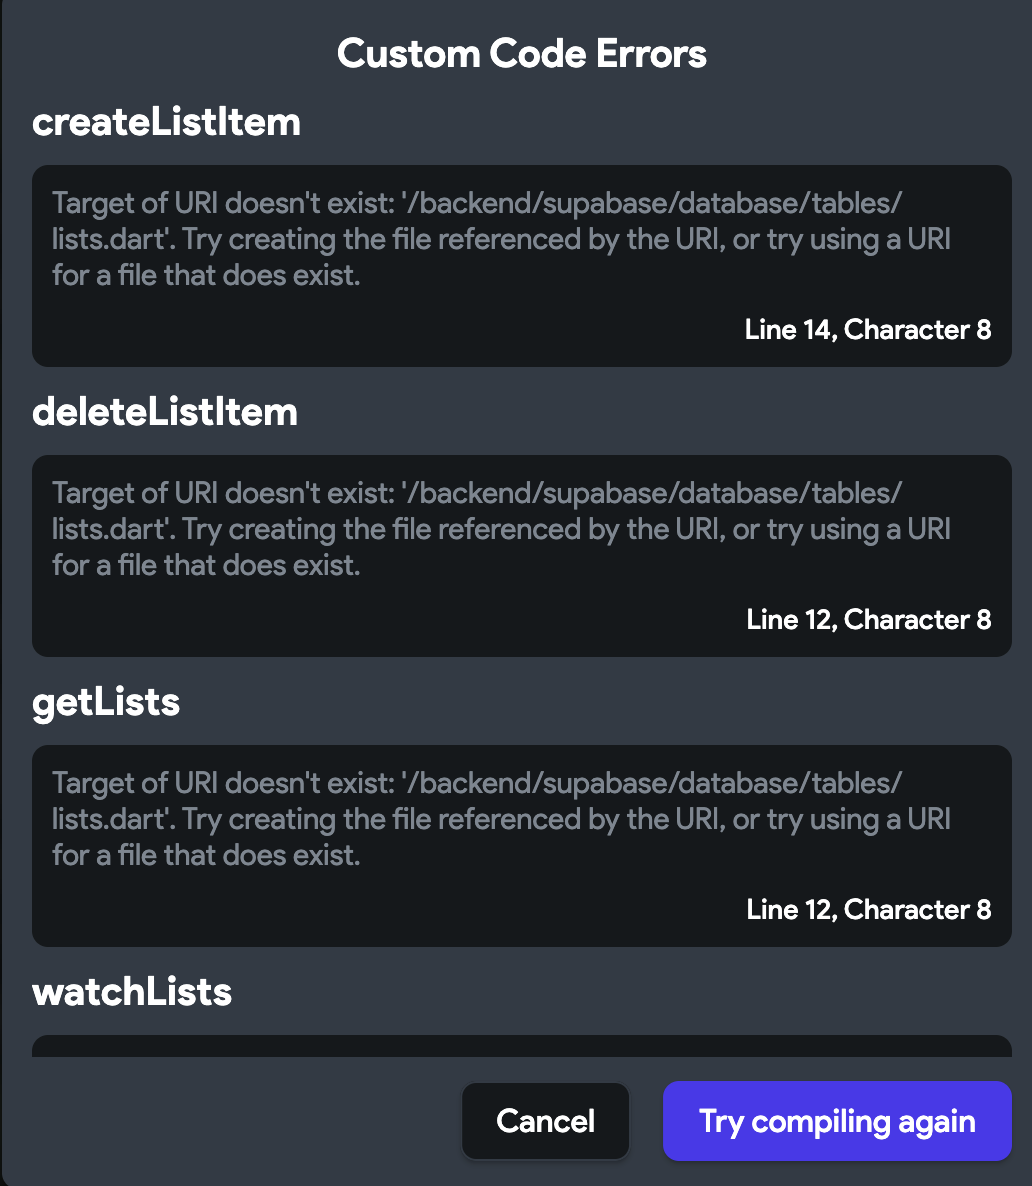 Custom Code Errors
createListItem
Target of URI doesn't exist: '/backend/supabase/database/tables/
lists.dart'. Try creating the file referenced by the URI, or try using a URI
for a file that does exist.
Line 14, Character 8
deleteListItem
Target of URI doesn't exist: '/backend/supabase/database/tables/
lists.dart'. Try creating the file referenced by the URI, or try using a URI
for a file that does exist.
Line 12, Character 8
getLists
Target of URI doesn't exist: '/backend/supabase/database/tables/
lists.dart'. Try creating the file referenced by the URI, or try using a URI
for a file that does exist.
Line 12, Character 8
watchLists
Cancel
Try compiling again